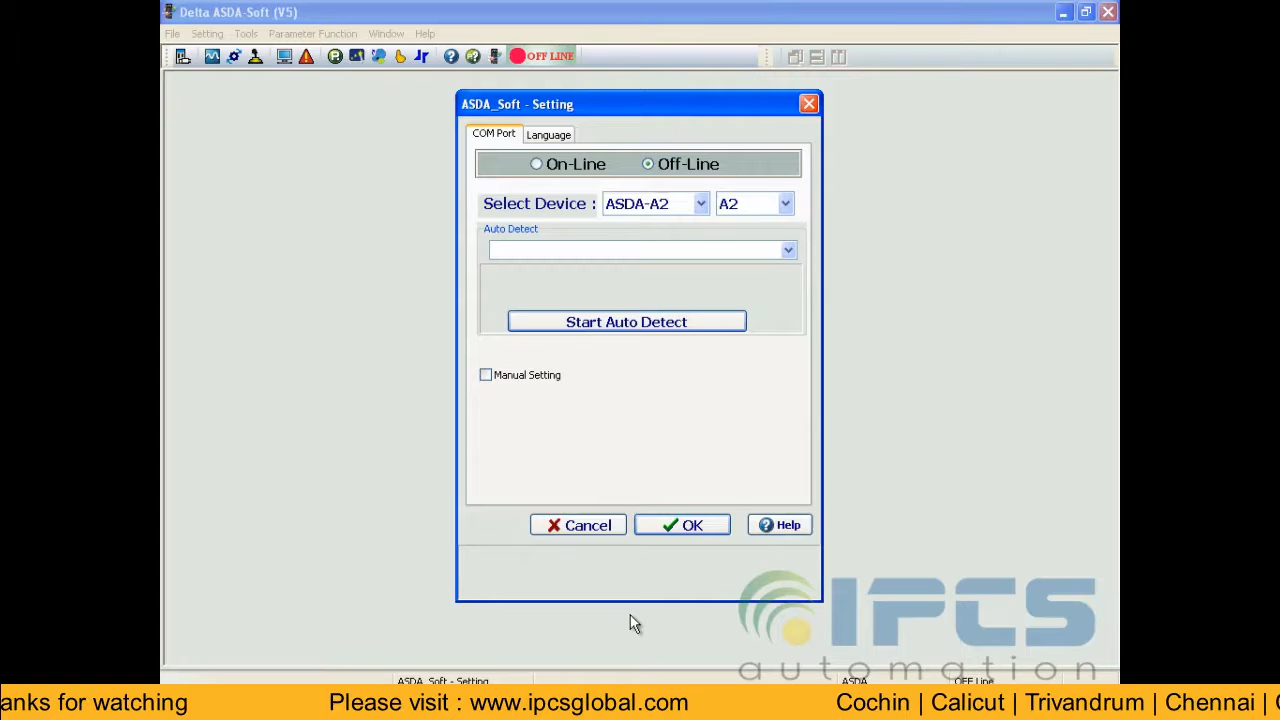 Delta ASDA-Soft (V5)
File Setting Tools Parameter Function Window Help
OFF LINE
ASDA_Soft - Setting
COM Port Language
On-Line Off-Line
Select Device : ASDA-A2 A2
Auto Detect
Start Auto Detect
Manual Setting
Cancel OK Help
IPCS
automation
ASDA_Soft - Setting ASDA OFF Line
anks for watching Please visit : www.ipcsglobal.com Cochin | Calicut | Trivandrum | Chennai |